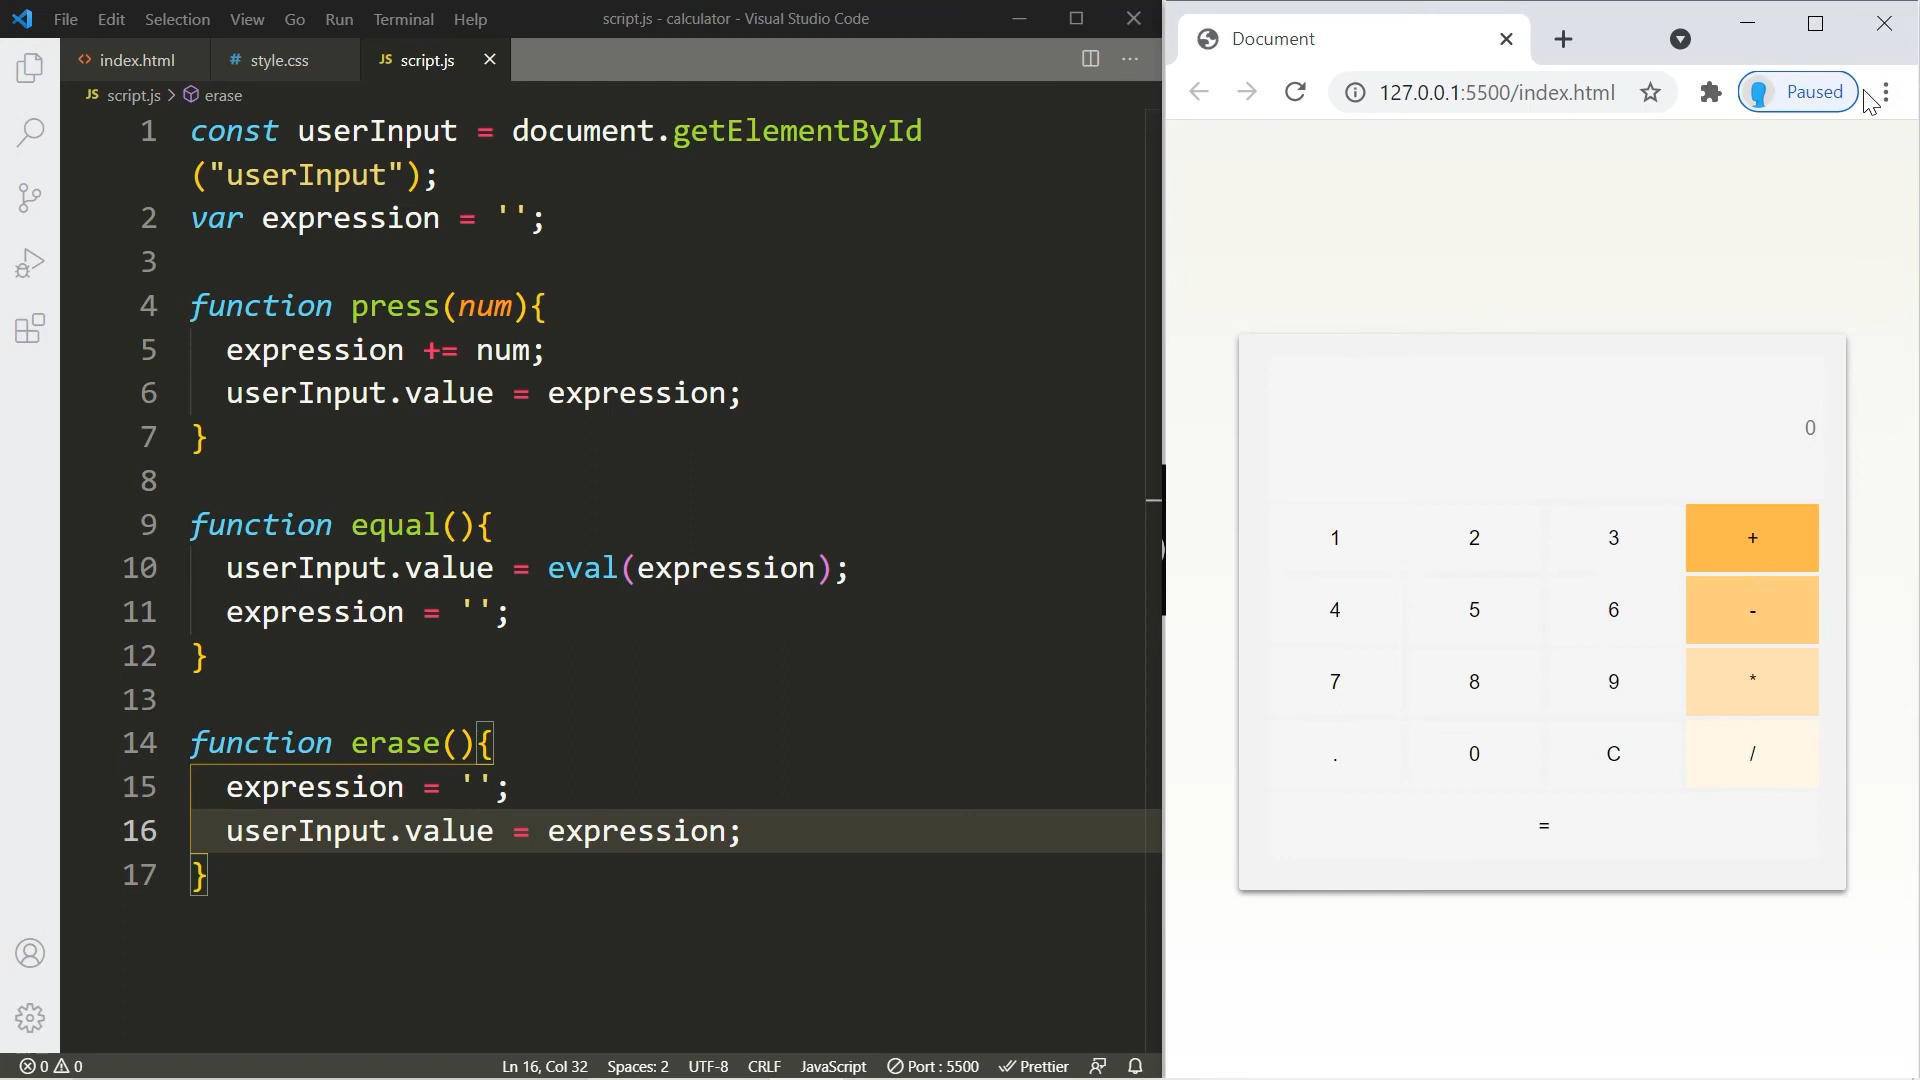 File Edit Selection View Go Run Terminal Help
script.js - calculator - Visual Studio Code
<> index.html
# style.css
JS script.js
JS script.js > erase
1 const userInput = document.getElementById
("userInput");
2 var expression = '';
3
4 function press(num){
5 expression += num;
6 userInput.value = expression;
7 }
8
9 function equal(){
10 userInput.value = eval(expression);
11 expression = '';
12 }
13
14 function erase(){
15 expression = '';
16 userInput.value = expression;
17 }
0 0
Ln 16, Col 32
Spaces: 2
UTF-8
CRLF
JavaScript
Port : 5500
Prettier
Document
127.0.0.1:5500/index.html
Paused
0
1 2 3 +
4 5 6 -
7 8 9 *
. 0 C /
=